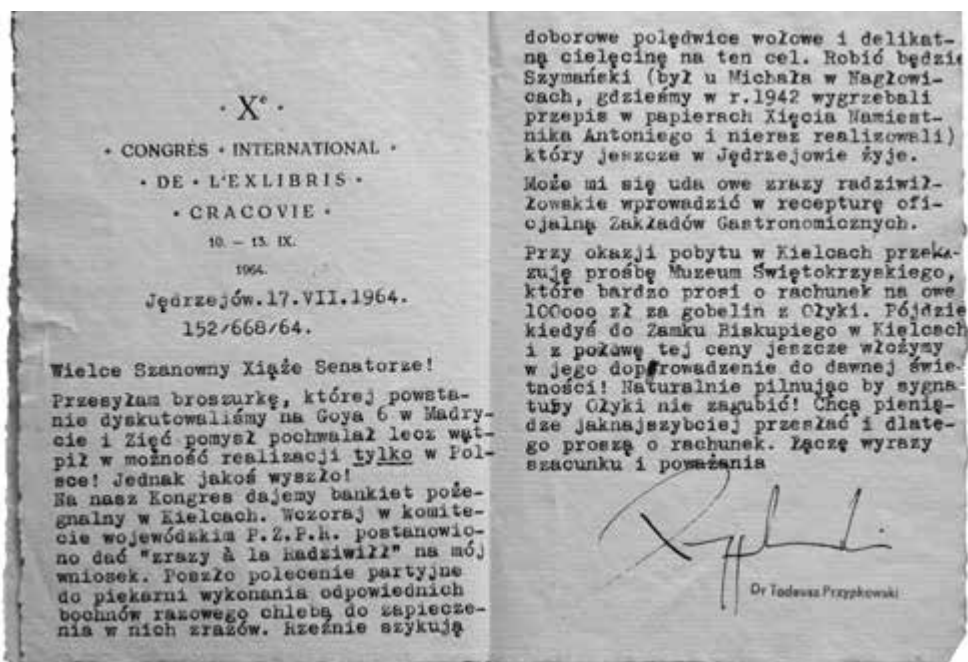 · Xe ·
• CONGRÈS • INTERNATIONAL •
• DE • L'EXLIBRIS •
• CRACOVIE •
10. — 13. IX.
1964.
Jędrzejów.17.VII.1964.
152/668/64.
Wielce Szanowny Xiąże Senatorze!
Przesyłam broszurkę, której powsta-
nie dyskutowaliśmy na Goya 6 w Madry-
cie i Zięć pomysł pochwalał lecz wąt-
pił w możność realizacji tylko w Pol-
sce! Jednak jakoś wyszło!
Na nasz Kongres dajemy bankiet poże-
gnalny w Kielcach. Wczoraj w komite-
cie wojewódzkim P.Z.P.R. postanowio-
no dać "zrazy à la Radziwiłł" na mój
wniosek. Poszło polecenie partyjne
do piekarni wykonania odpowiednich
bochnów razowego chleba do zapiecze-
nia w nich zrazów. Rzeźnie szykują
doborowe polędwice wołowe i delikat-
ną cielęcinę na ten cel. Robić będzie
Szymański (był u Michała w Nagłowi-
cach, gdzieśmy w r.1942 wygrzebali
przepis w papierach Xięcia Namiest-
nika Antoniego i nieraz realizowali)
który jeszcze w Jędrzejowie żyje.
Może mi się uda owe zrazy radziwił-
łowskie wprowadzić w recepturę ofi-
cjalną Zakładów Gastronomicznych.
Przy okazji pobytu w Kielcach przeka-
zuję prośbę Muzeum Świętokrzyskiego,
które bardzo prosi o rachunek na owe
100ooo zł za gobelin z Ołyki. Pójdzie
kiedyś do Zamku Biskupiego w Kielcach
i z połowę tej ceny jeszcze włożymy
w jego doprowadzenie do dawnej świe-
tności! Naturalnie pilnując by sygna
tuby Ołyki nie zagubić! Chcą pienię-
dze jaknajszybciej przesłać i dlate-
go proszą o rachunek. Łączę wyrazy
szacunku i poważania
Dr Tadeusz Przypkowski